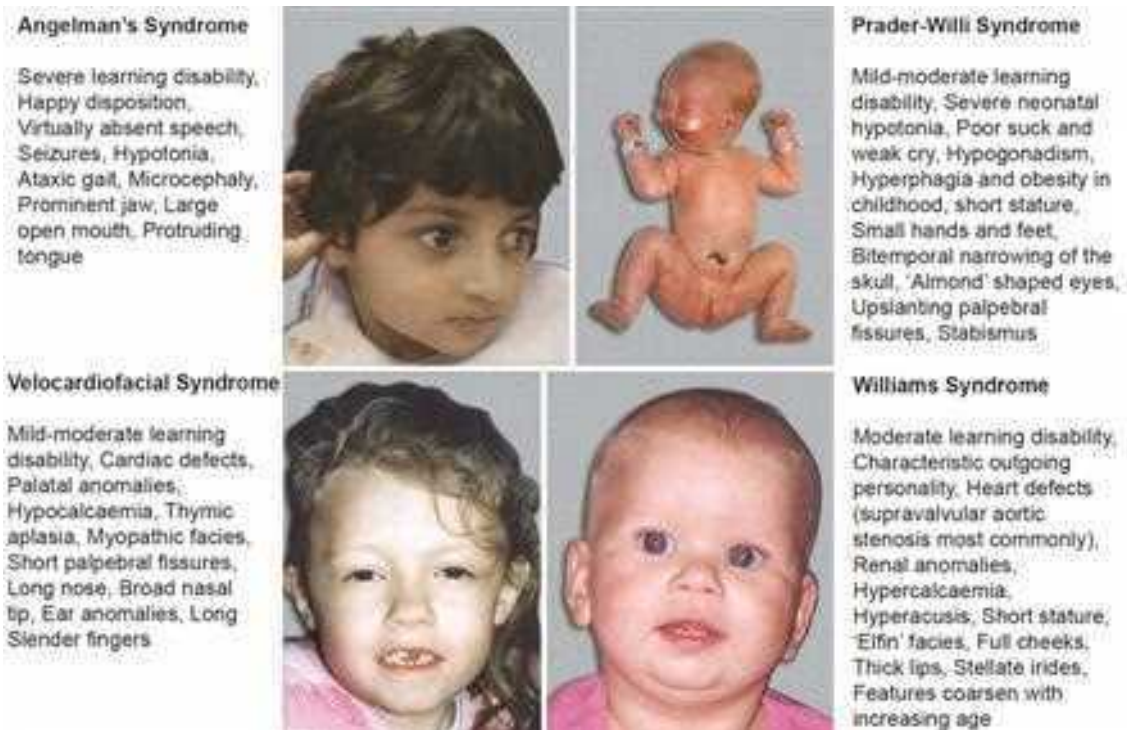 Angelman's Syndrome
Severe learning disability,
Happy disposition,
Virtually absent speech,
Seizures, Hypotonia,
Ataxic gait, Microcephaly,
Prominent jaw, Large
open mouth, Protruding
tongue
Prader-Willi Syndrome
Mild-moderate learning
disability, Severe neonatal
hypotonia, Poor suck and
weak cry, Hypogonadism,
Hyperphagia and obesity in
childhood, short stature,
Small hands and feet,
Bitemporal narrowing of the
skull, 'Almond' shaped eyes,
Upslanting palpebral
fissures, Stabismus
Velocardiofacial Syndrome
Mild-moderate learning
disability, Cardiac defects,
Palatal anomalies,
Hypocalcaemia, Thymic
aplasia, Myopathic facies,
Short palpebral fissures,
Long nose, Broad nasal
tip, Ear anomalies, Long
Slender fingers
Williams Syndrome
Moderate learning disability,
Characteristic outgoing
personality, Heart defects
(supravalvular aortic
stenosis most commonly),
Renal anomalies,
Hypercalcaemia,
Hyperacusis, Short stature,
'Elfin' facies, Full cheeks,
Thick lips, Stellate irides,
Features coarsen with
increasing age